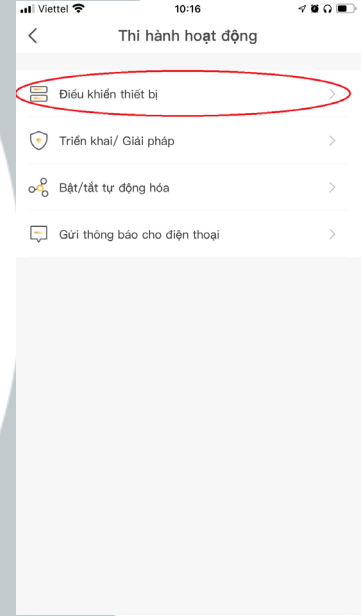 Viettel 10:16
Thi hành hoạt động
Điều khiển thiết bị
Triển khai/ Giải pháp
Bật/tắt tự động hóa
Gửi thông báo cho điện thoại